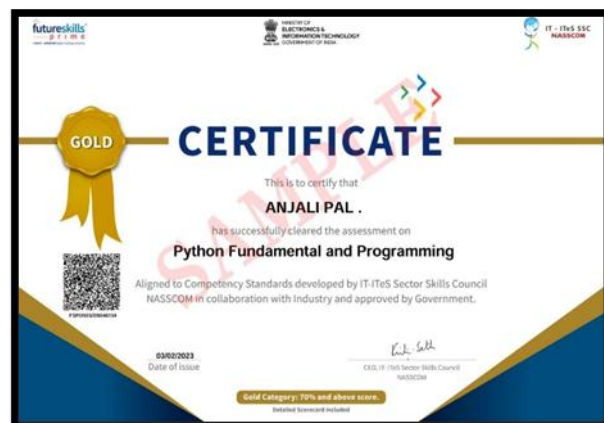 futureskills
prime
MINISTRY OF
ELECTRONICS &
INFORMATION TECHNOLOGY
GOVERNMENT OF INDIA
IT - ITeS SSC
NASSCOM
GOLD
CERTIFICATE
This is to certify that
ANJALI PAL .
has successfully cleared the assessment on
Python Fundamental and Programming
SAMPLE
Aligned to Competency Standards developed by IT-ITeS Sector Skills Council
NASSCOM in collaboration with Industry and approved by Government.
03/02/2023
Date of issue
CEO, IT-ITeS Sector Skills Council
NASSCOM
Gold Category: 70% and above score.
Detailed Scorecard Included